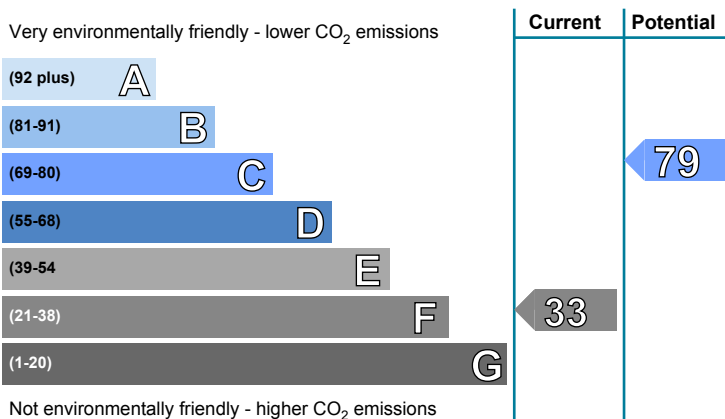 Very environmentally friendly - lower CO2 emissions
Current
Potential
(92 plus) A
(81-91) B
(69-80) C
79
(55-68) D
(39-54 E
(21-38) F
33
(1-20) G
Not environmentally friendly - higher CO2 emissions